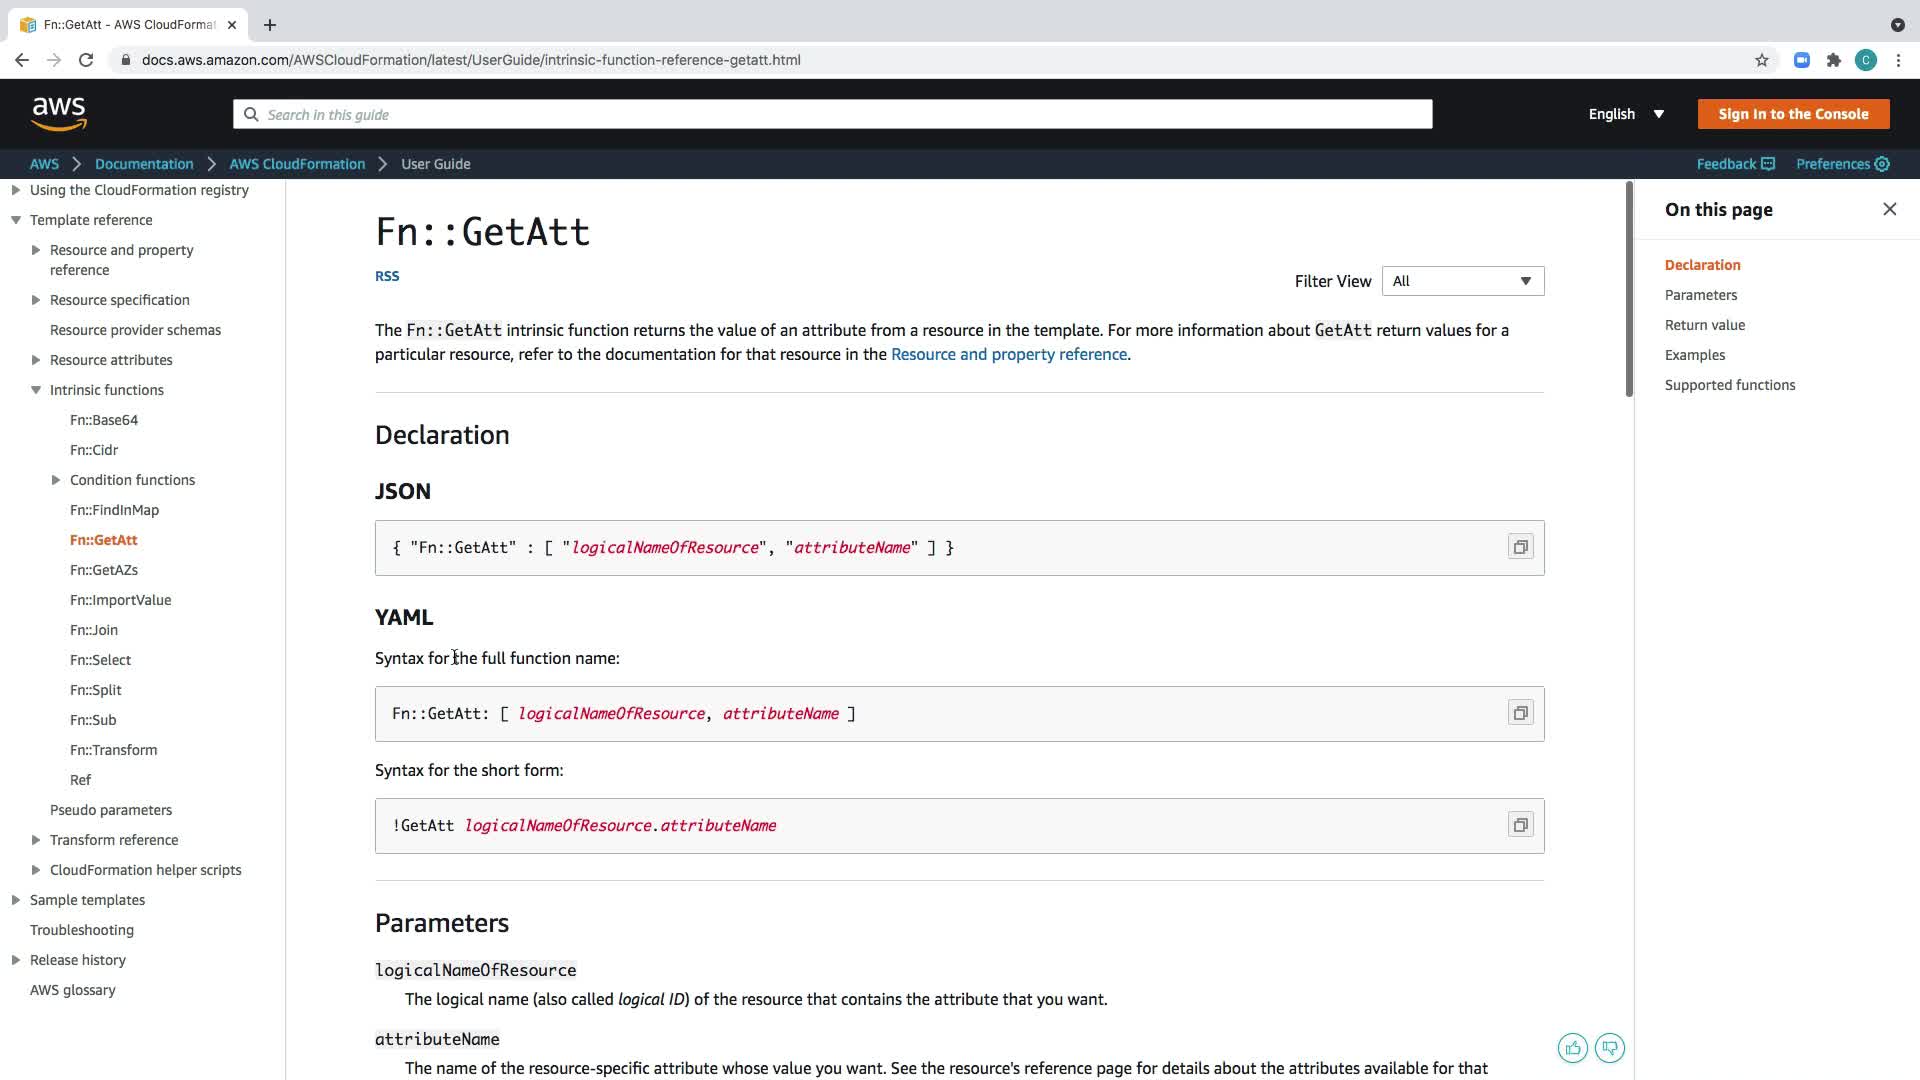 Fn::GetAtt - AWS CloudFormat
docs.aws.amazon.com/AWSCloudFormation/latest/UserGuide/intrinsic-function-reference-getatt.html
C
aws
Search in this guide
English
Sign In to the Console
AWS
Documentation
AWS CloudFormation
User Guide
Feedback
Preferences
Using the CloudFormation registry
Template reference
Resource and property
reference
Resource specification
Resource provider schemas
Resource attributes
Intrinsic functions
Fn::Base64
Fn::Cidr
Condition functions
Fn::FindInMap
Fn::GetAtt
Fn::GetAZs
Fn::ImportValue
Fn::Join
Fn::Select
Fn::Split
Fn::Sub
Fn::Transform
Ref
Pseudo parameters
Transform reference
CloudFormation helper scripts
Sample templates
Troubleshooting
Release history
AWS glossary
Fn::GetAtt
RSS
Filter View
All
The Fn::GetAtt intrinsic function returns the value of an attribute from a resource in the template. For more information about GetAtt return values for a
particular resource, refer to the documentation for that resource in the Resource and property reference.
Declaration
JSON
{ "Fn::GetAtt" : [ "logicalNameOfResource", "attributeName" ] }
YAML
Syntax for the full function name:
Fn::GetAtt: [ logicalNameOfResource, attributeName ]
Syntax for the short form:
!GetAtt logicalNameOfResource.attributeName
Parameters
logicalNameOfResource
The logical name (also called logical ID) of the resource that contains the attribute that you want.
attributeName
The name of the resource-specific attribute whose value you want. See the resource's reference page for details about the attributes available for that
On this page
Declaration
Parameters
Return value
Examples
Supported functions